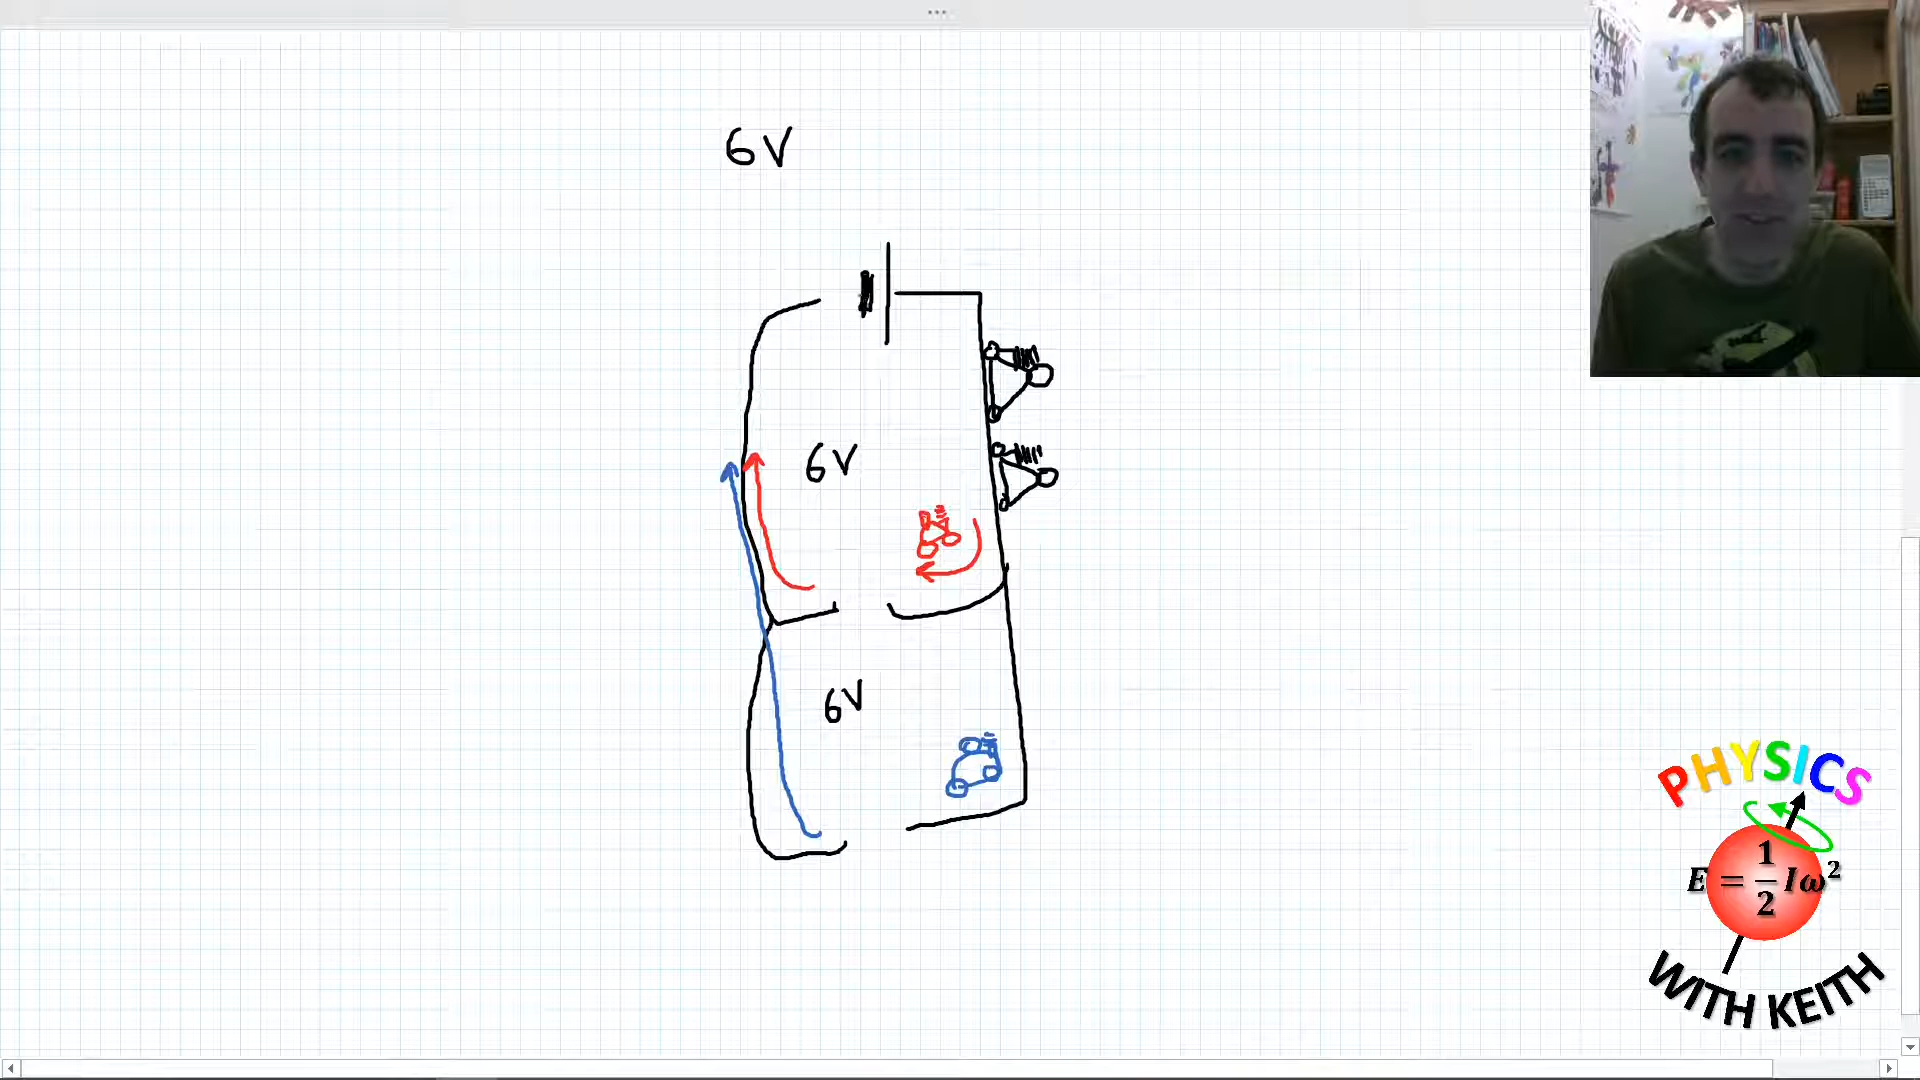 6V
6V
6V
PHYSICS
E = 1/2 Iω²
WITH KEITH